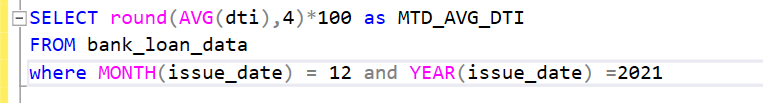 SELECT round(AVG(dti),4)*100 as MTD_AVG_DTI
FROM bank_loan_data
where MONTH(issue_date) = 12 and YEAR(issue_date) =2021